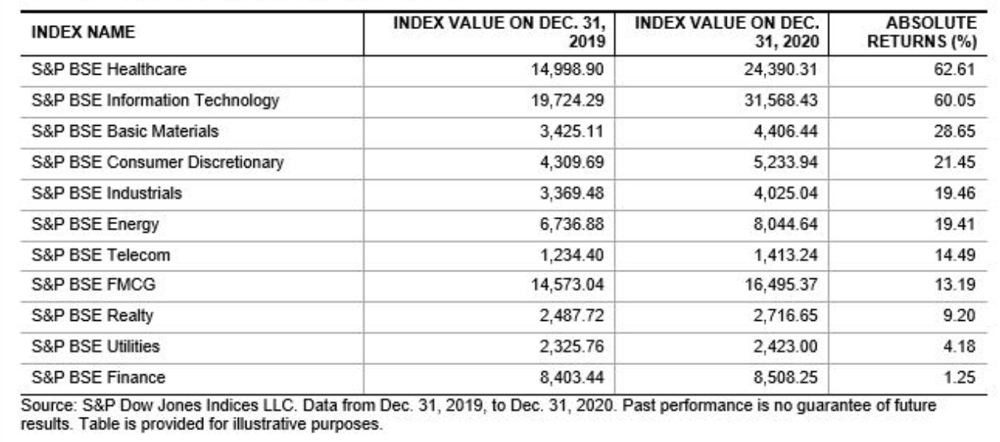 INDEX NAME INDEX VALUE ON DEC. 31, 2019 INDEX VALUE ON DEC. 31, 2020 ABSOLUTE RETURNS (%)
S&P BSE Healthcare 14,998.90 24,390.31 62.61
S&P BSE Information Technology 19,724.29 31,568.43 60.05
S&P BSE Basic Materials 3,425.11 4,406.44 28.65
S&P BSE Consumer Discretionary 4,309.69 5,233.94 21.45
S&P BSE Industrials 3,369.48 4,025.04 19.46
S&P BSE Energy 6,736.88 8,044.64 19.41
S&P BSE Telecom 1,234.40 1,413.24 14.49
S&P BSE FMCG 14,573.04 16,495.37 13.19
S&P BSE Realty 2,487.72 2,716.65 9.20
S&P BSE Utilities 2,325.76 2,423.00 4.18
S&P BSE Finance 8,403.44 8,508.25 1.25
Source: S&P Dow Jones Indices LLC. Data from Dec. 31, 2019, to Dec. 31, 2020. Past performance is no guarantee of future
results. Table is provided for illustrative purposes.